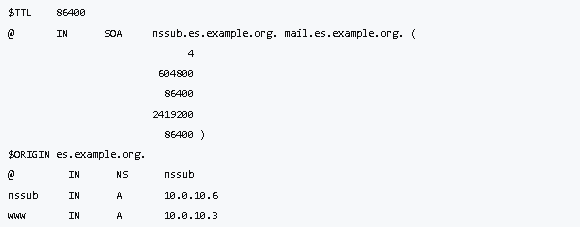 $TTL 86400
@ IN SOA nssub.es.example.org. mail.es.example.org. (
4
604800
86400
2419200
86400 )
$ORIGIN es.example.org.
@ IN NS nssub
nssub IN A 10.0.10.6
www IN A 10.0.10.3